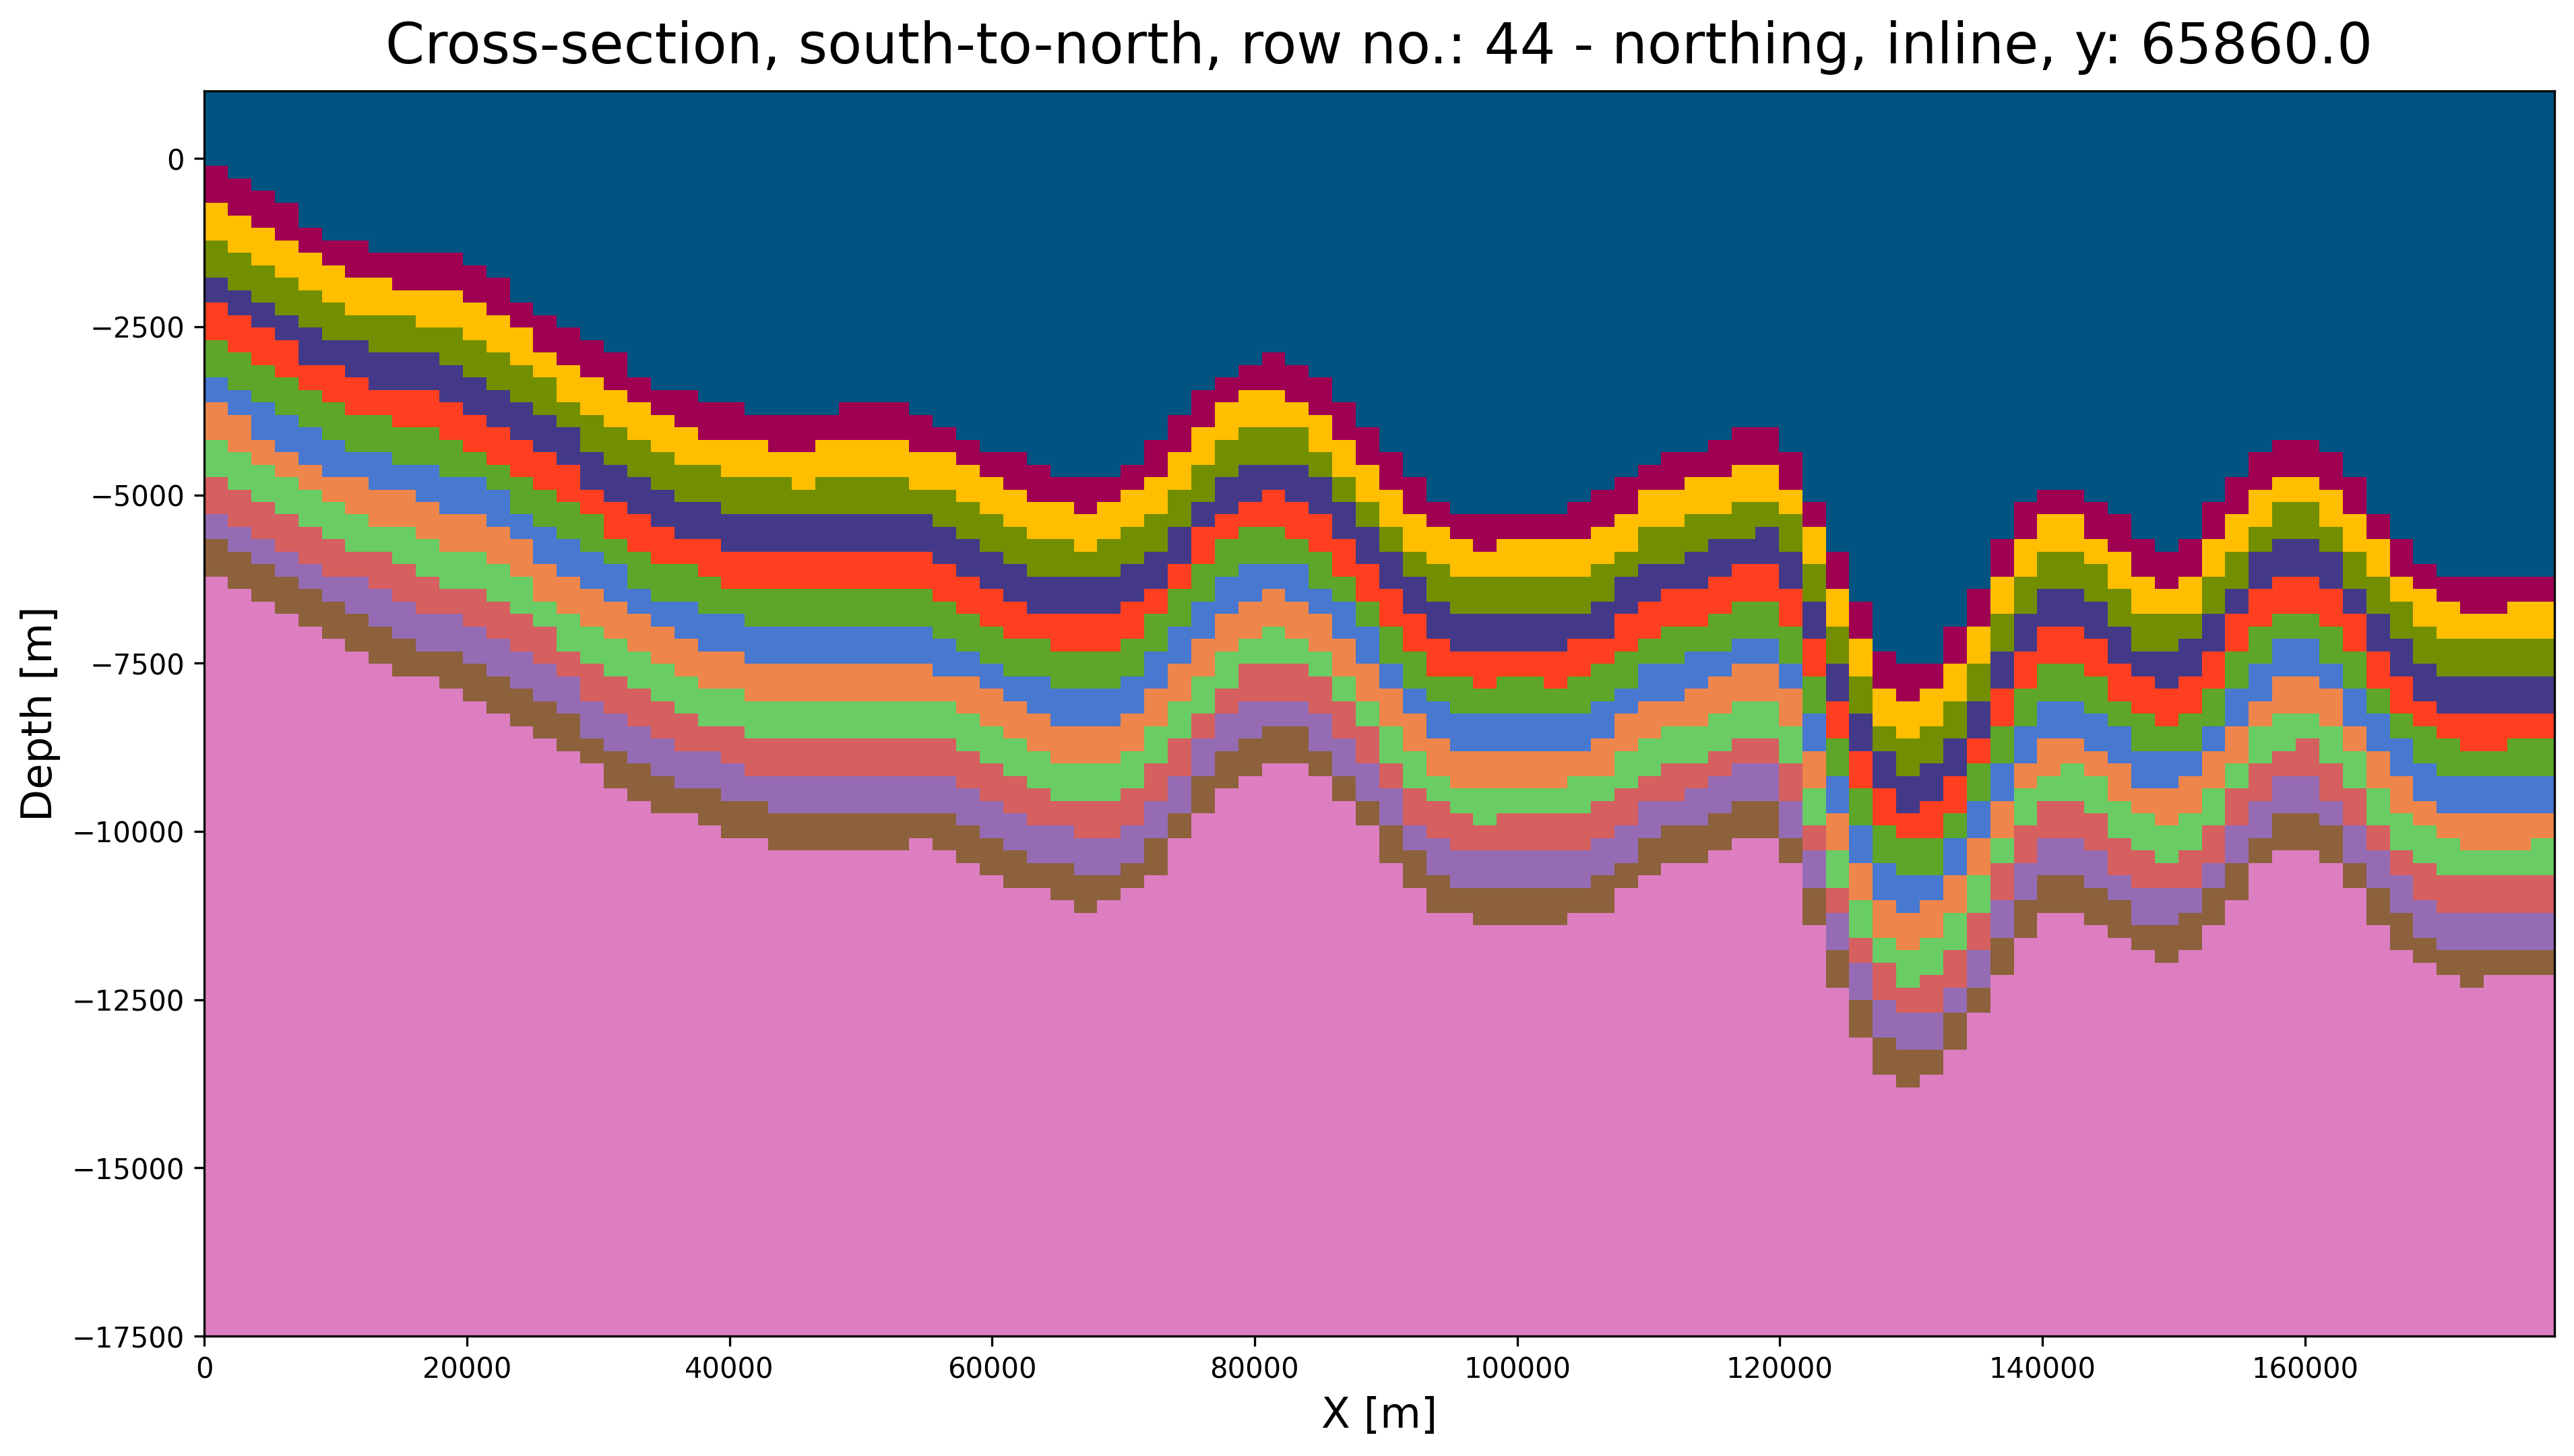 Cross-section, south-to-north, row no.: 44 - northing, inline, y: 65860.0
0
−2500
−5000
−7500
−10000
−12500
−15000
−17500
Depth [m]
0 20000 40000 60000 80000 100000 120000 140000 160000
X [m]